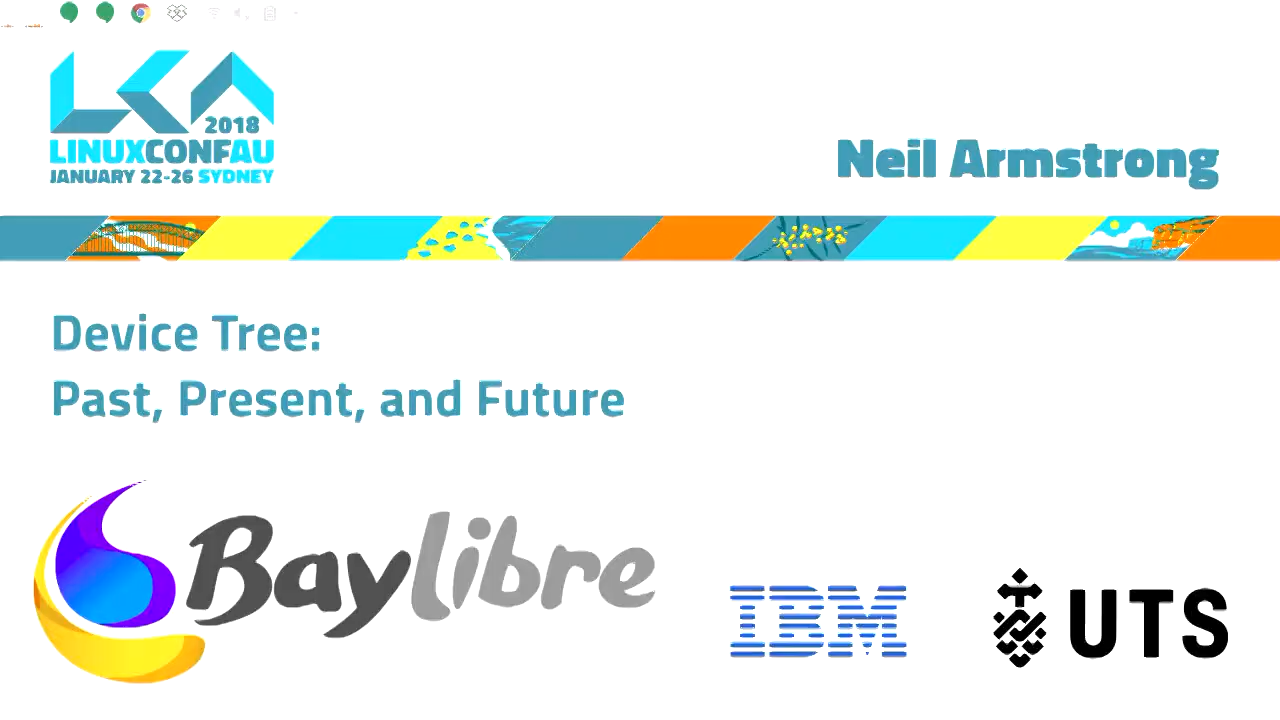 2018
LINUXCONFAU
JANUARY 22-26 SYDNEY
Neil Armstrong
Device Tree:
Past, Present, and Future
Baylibre
IBM
UTS